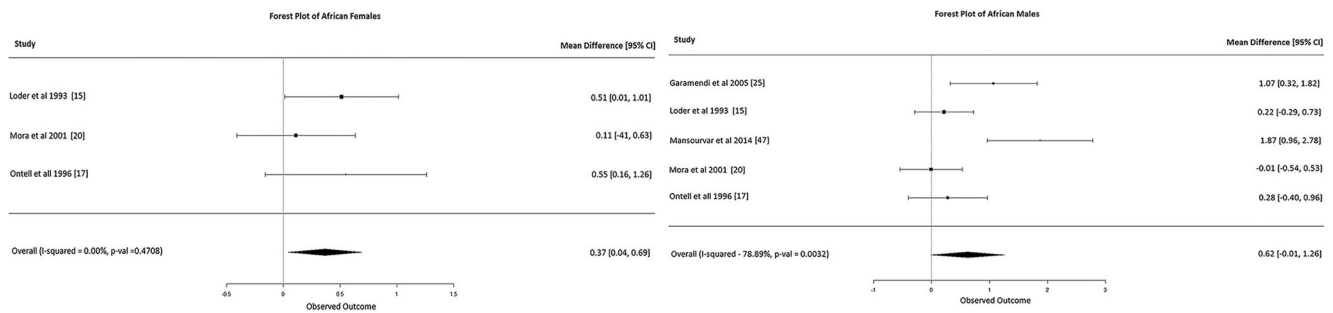 Forest Plot of African Females
Study Mean Difference [95% CI]
Loder et al 1993 [15] 0.51 [0.01, 1.01]
Mora et al 2001 [20] 0.11 [-41, 0.63]
Ontell et all 1996 [17] 0.55 [0.16, 1.26]
Overall (I-squared = 0.00%, p-val =0.4708) 0.37 [0.04, 0.69]
-0.5 0 0.5 1 1.5
Observed Outcome
Forest Plot of African Males
Study Mean Difference [95% CI]
Garamendi et al 2005 [25] 1.07 [0.32, 1.82]
Loder et al 1993 [15] 0.22 [-0.29, 0.73]
Mansourvar et al 2014 [47] 1.87 [0.96, 2.78]
Mora et al 2001 [20] -0.01 [-0.54, 0.53]
Ontell et all 1996 [17] 0.28 [-0.40, 0.96]
Overall (I-squared - 78.89%, p-val = 0.0032) 0.62 [-0.01, 1.26]
-1 0 1 2 3
Observed Outcome